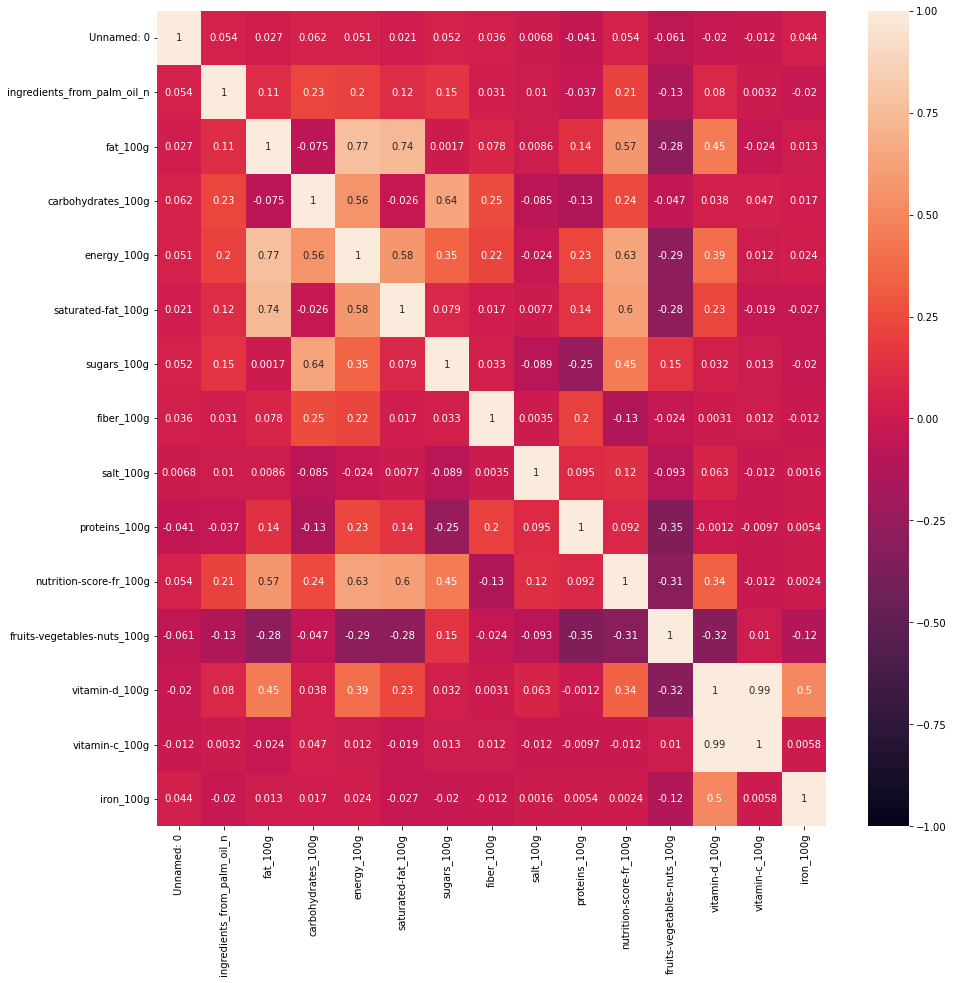 Unnamed: 0 1 0.054 0.027 0.062 0.051 0.021 0.052 0.036 0.0068 -0.041 0.054 -0.061 -0.02 -0.012 0.044
ingredients_from_palm_oil_n 0.054 1 0.11 0.23 0.2 0.12 0.15 0.031 0.01 -0.037 0.21 -0.13 0.08 0.0032 -0.02
fat_100g 0.027 0.11 1 -0.075 0.77 0.74 0.0017 0.078 0.0086 0.14 0.57 -0.28 0.45 -0.024 0.013
carbohydrates_100g 0.062 0.23 -0.075 1 0.56 -0.026 0.64 0.25 -0.085 -0.13 0.24 -0.047 0.038 0.047 0.017
energy_100g 0.051 0.2 0.77 0.56 1 0.58 0.35 0.22 -0.024 0.23 0.63 -0.29 0.39 0.012 0.024
saturated-fat_100g 0.021 0.12 0.74 -0.026 0.58 1 0.079 0.017 0.0077 0.14 0.6 -0.28 0.23 -0.019 -0.027
sugars_100g 0.052 0.15 0.0017 0.64 0.35 0.079 1 0.033 -0.089 -0.25 0.45 0.15 0.032 0.013 -0.02
fiber_100g 0.036 0.031 0.078 0.25 0.22 0.017 0.033 1 0.0035 0.2 -0.13 -0.024 0.0031 0.012 -0.012
salt_100g 0.0068 0.01 0.0086 -0.085 -0.024 0.0077 -0.089 0.0035 1 0.095 0.12 -0.093 0.063 -0.012 0.0016
proteins_100g -0.041 -0.037 0.14 -0.13 0.23 0.14 -0.25 0.2 0.095 1 0.092 -0.35 -0.0012 -0.0097 0.0054
nutrition-score-fr_100g 0.054 0.21 0.57 0.24 0.63 0.6 0.45 -0.13 0.12 0.092 1 -0.31 0.34 -0.012 0.0024
fruits-vegetables-nuts_100g -0.061 -0.13 -0.28 -0.047 -0.29 -0.28 0.15 -0.024 -0.093 -0.35 -0.31 1 -0.32 0.01 -0.12
vitamin-d_100g -0.02 0.08 0.45 0.038 0.39 0.23 0.032 0.0031 0.063 -0.0012 0.34 -0.32 1 0.99 0.5
vitamin-c_100g -0.012 0.0032 -0.024 0.047 0.012 -0.019 0.013 0.012 -0.012 -0.0097 -0.012 0.01 0.99 1 0.0058
iron_100g 0.044 -0.02 0.013 0.017 0.024 -0.027 -0.02 -0.012 0.0016 0.0054 0.0024 -0.12 0.5 0.0058 1
Unnamed: 0
ingredients_from_palm_oil_n
fat_100g
carbohydrates_100g
energy_100g
saturated-fat_100g
sugars_100g
fiber_100g
salt_100g
proteins_100g
nutrition-score-fr_100g
fruits-vegetables-nuts_100g
vitamin-d_100g
vitamin-c_100g
iron_100g
1.00
0.75
0.50
0.25
0.00
-0.25
-0.50
-0.75
-1.00